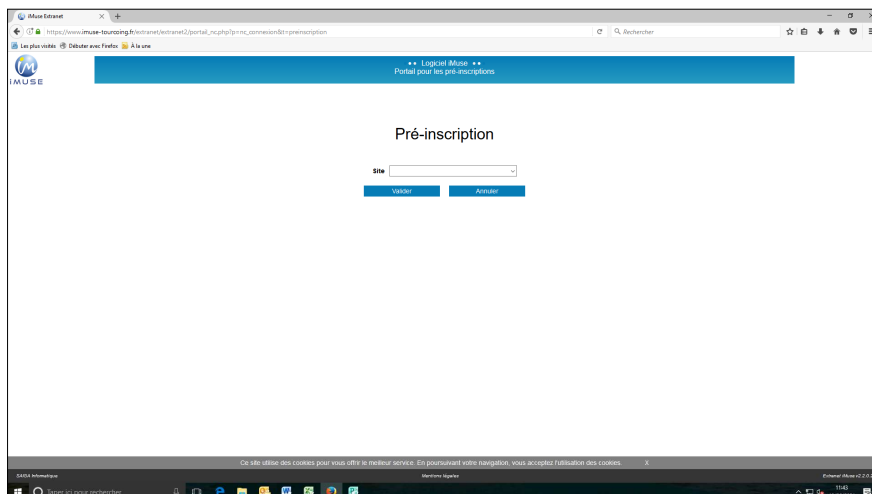 iMuse Extranet
https://www.imuse-tourcoing.fr/extranet/extranet2/portail_nc.php?p=nc_connexion&t=preinscription
Rechercher
Les plus visités Débuter avec Firefox À la une
iMUSE
Logiciel iMuse
Portail pour les pré-inscriptions
Pré-inscription
Site
Valider Annuler
Ce site utilise des cookies pour vous offrir le meilleur service. En poursuivant votre navigation, vous acceptez l'utilisation des cookies. X
SAIGA Informatique Mentions légales Extranet iMuse
Taper ici pour rechercher
11:43